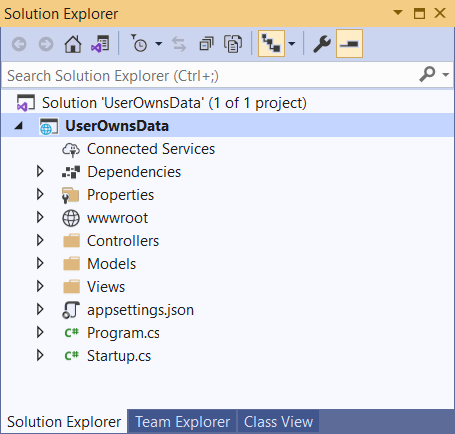 Solution Explorer
Search Solution Explorer (Ctrl+;)
Solution 'UserOwnsData' (1 of 1 project)
UserOwnsData
Connected Services
Dependencies
Properties
wwwroot
Controllers
Models
Views
appsettings.json
C# Program.cs
C# Startup.cs
Solution Explorer Team Explorer Class View